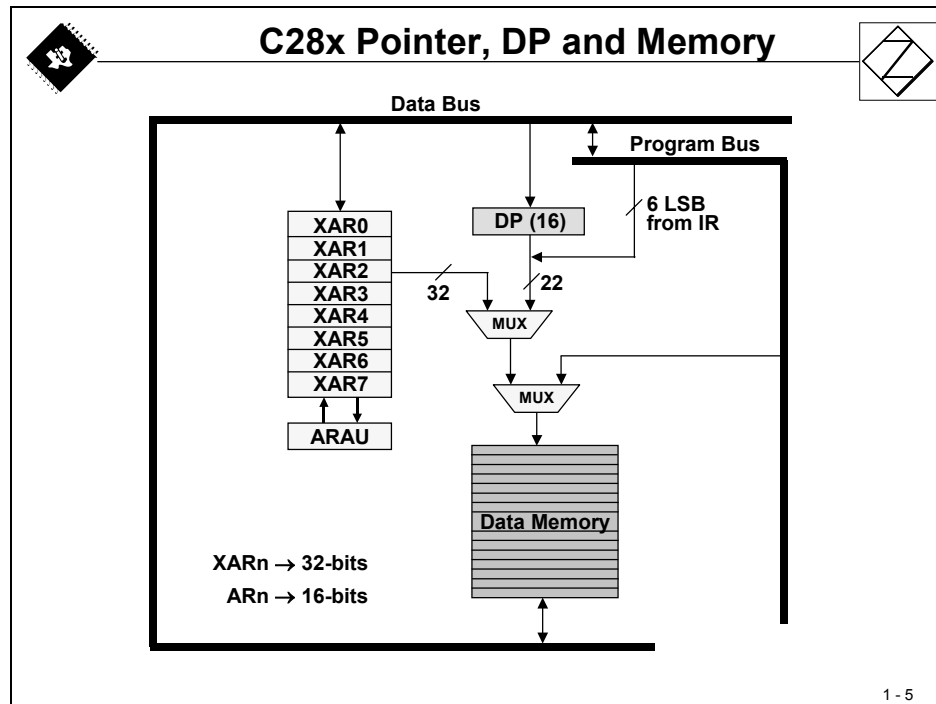 C28x Pointer, DP and Memory
Data Bus
Program Bus
6 LSB
from IR
DP (16)
XAR0
XAR1
XAR2
XAR3
XAR4
XAR5
XAR6
XAR7
32
22
MUX
MUX
ARAU
Data Memory
XARn → 32-bits
ARn → 16-bits
1 - 5